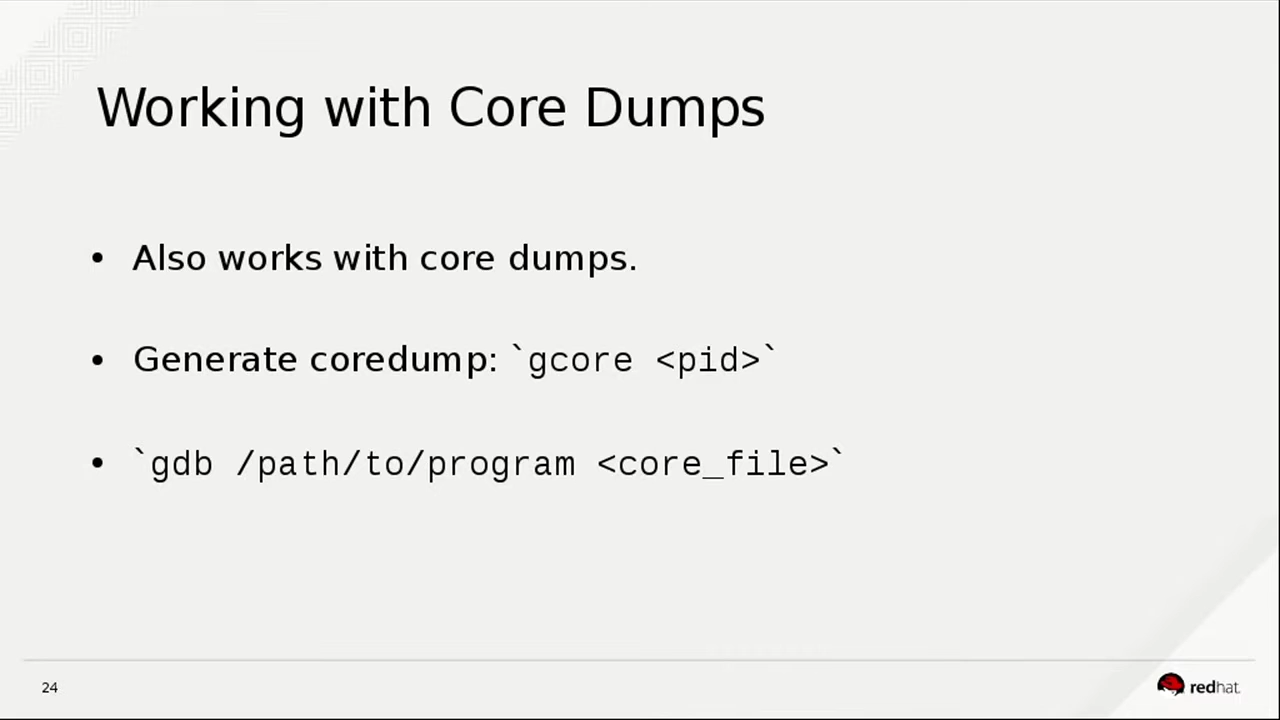 Working with Core Dumps
• Also works with core dumps.
• Generate coredump: `gcore <pid>`
• `gdb /path/to/program <core_file>`
24
redhat.